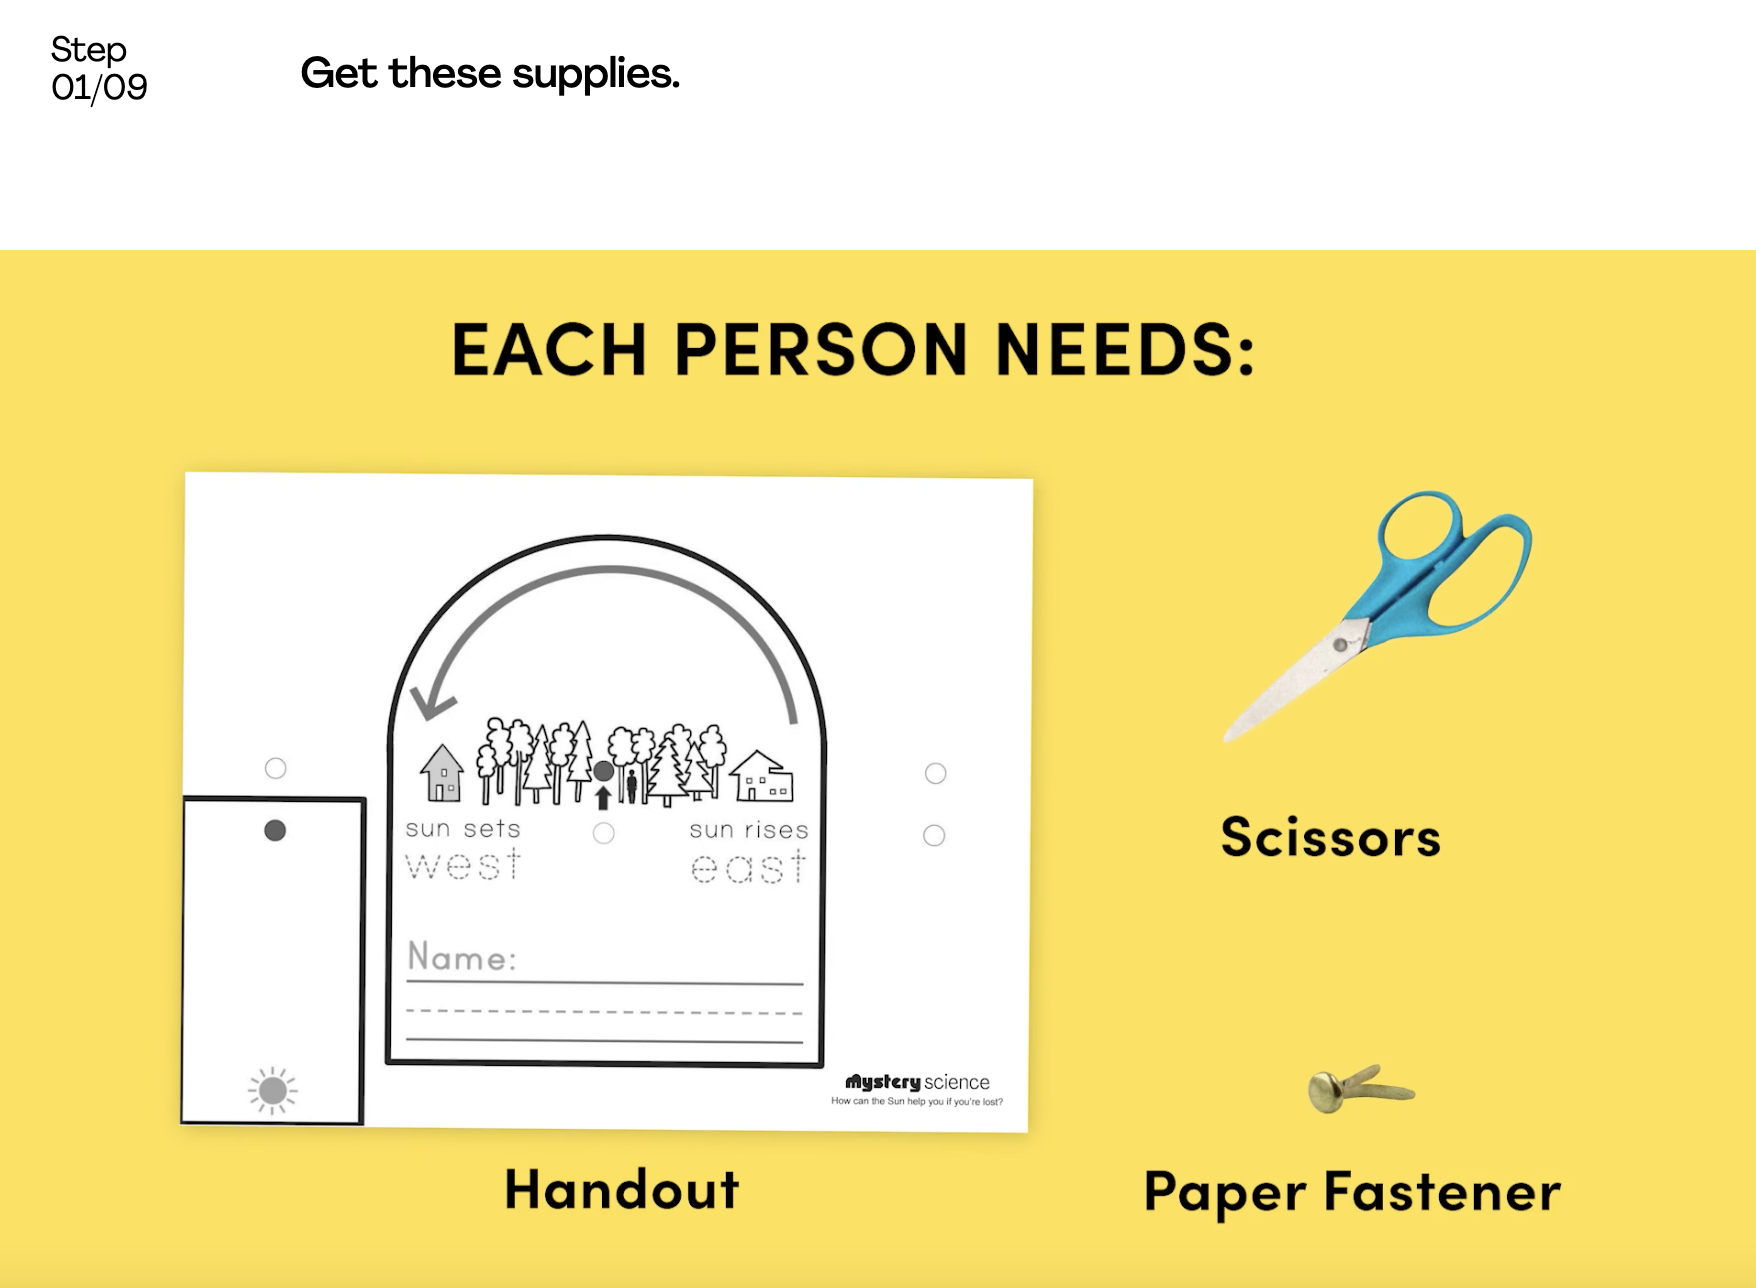 Step
01/09
Get these supplies.
EACH PERSON NEEDS:
sun sets
sun rises
west
east
Name:
mystery science
How can the Sun help you if you're lost?
Scissors
Handout
Paper Fastener